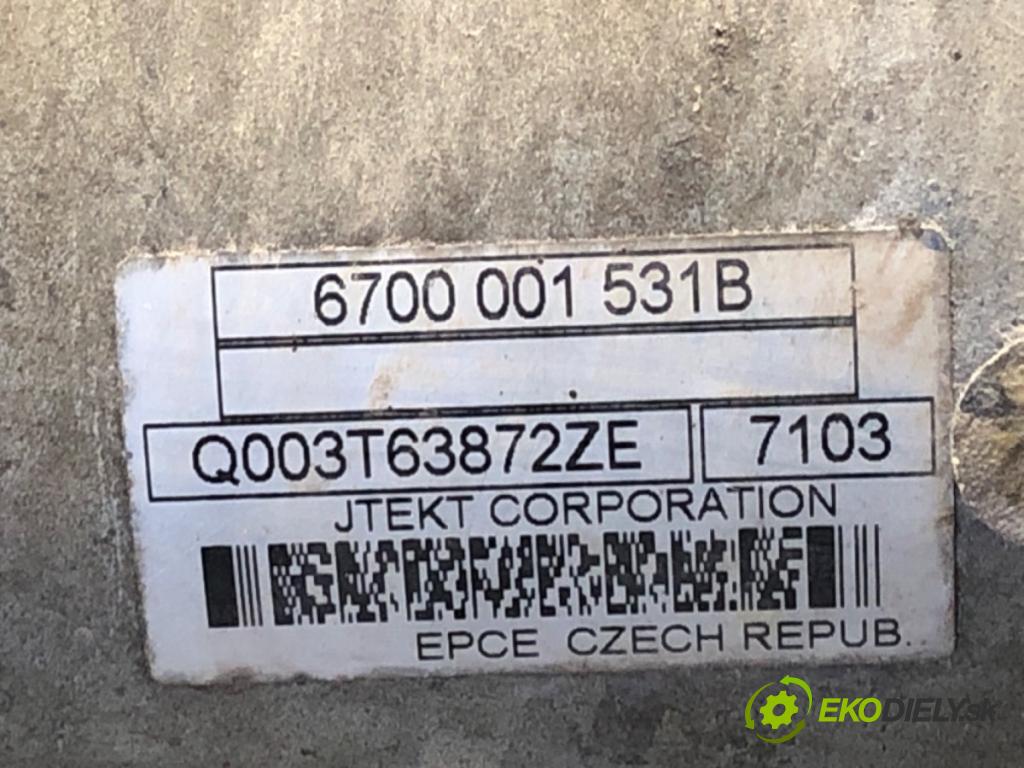 6700 001 531B
Q003T63872ZE 7103
JTEKT CORPORATION
EPCE CZECH REPUB.
EKODIELY.sk